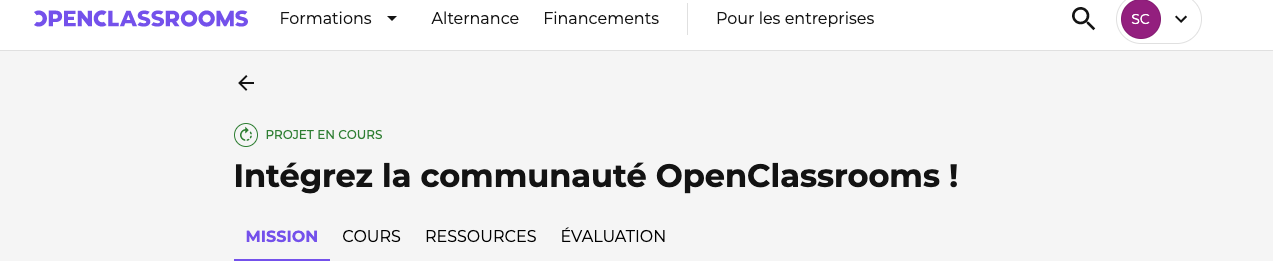 OPENCLASSROOMS Formations Alternance Financements Pour les entreprises SC
PROJET EN COURS
Intégrez la communauté OpenClassrooms !
MISSION COURS RESSOURCES ÉVALUATION